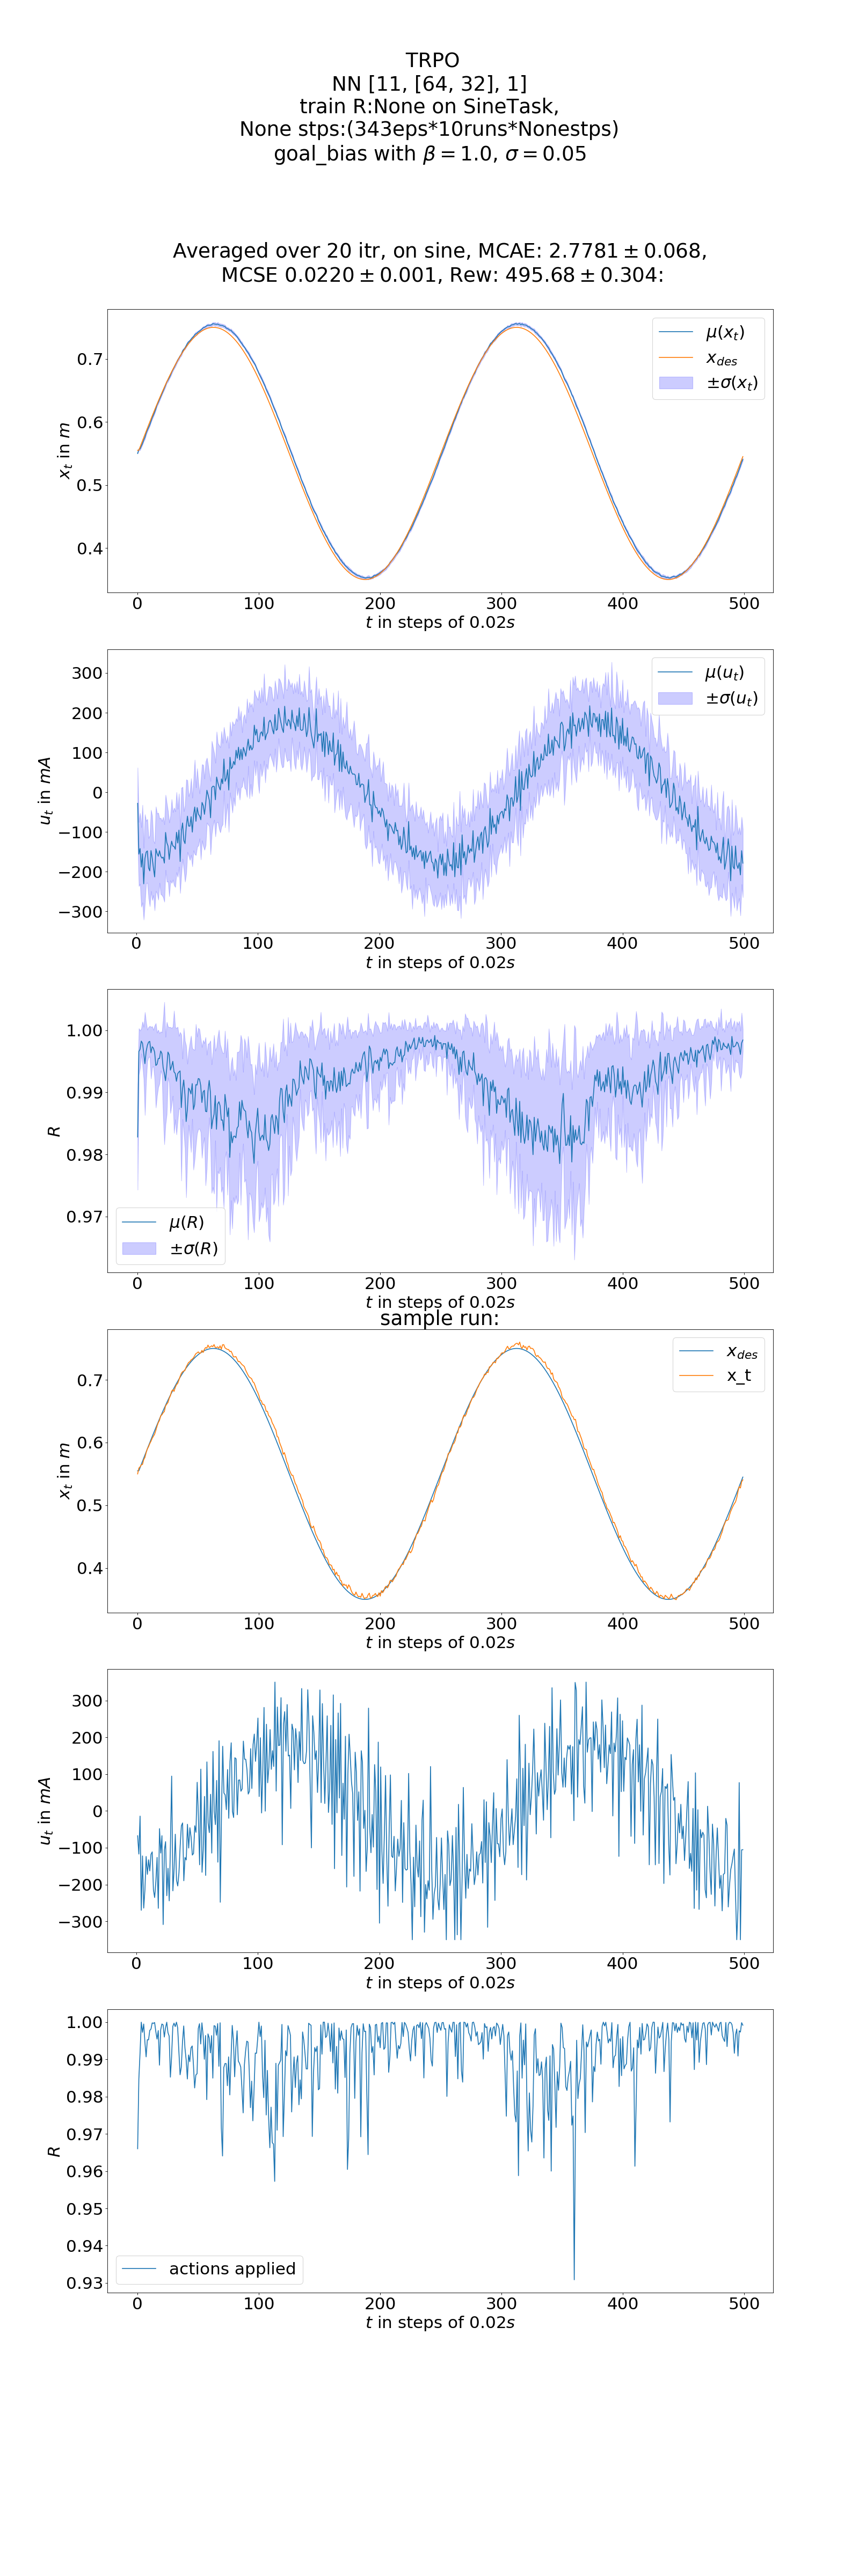 TRPO
NN [11, [64, 32], 1]
train R:None on SineTask,
None stps:(343eps*10runs*Nonestps)
goal_bias with β = 1.0, σ = 0.05
Averaged over 20 itr, on sine, MCAE: 2.7781 ± 0.068,
MCSE 0.0220 ± 0.001, Rew: 495.68 ± 0.304:
μ(x_t)
x_des
±σ(x_t)
0.7
0.6
0.5
0.4
x_t in m
0 100 200 300 400 500
t in steps of 0.02s
μ(u_t)
±σ(u_t)
300
200
100
0
−100
−200
−300
u_t in mA
0 100 200 300 400 500
t in steps of 0.02s
1.00
0.99
0.98
0.97
R
μ(R)
±σ(R)
0 100 200 300 400 500
t in steps of 0.02s
sample run:
x_des
x_t
0.7
0.6
0.5
0.4
x_t in m
0 100 200 300 400 500
t in steps of 0.02s
300
200
100
0
−100
−200
−300
u_t in mA
0 100 200 300 400 500
t in steps of 0.02s
1.00
0.99
0.98
0.97
0.96
0.95
0.94
0.93
R
actions applied
0 100 200 300 400 500
t in steps of 0.02s